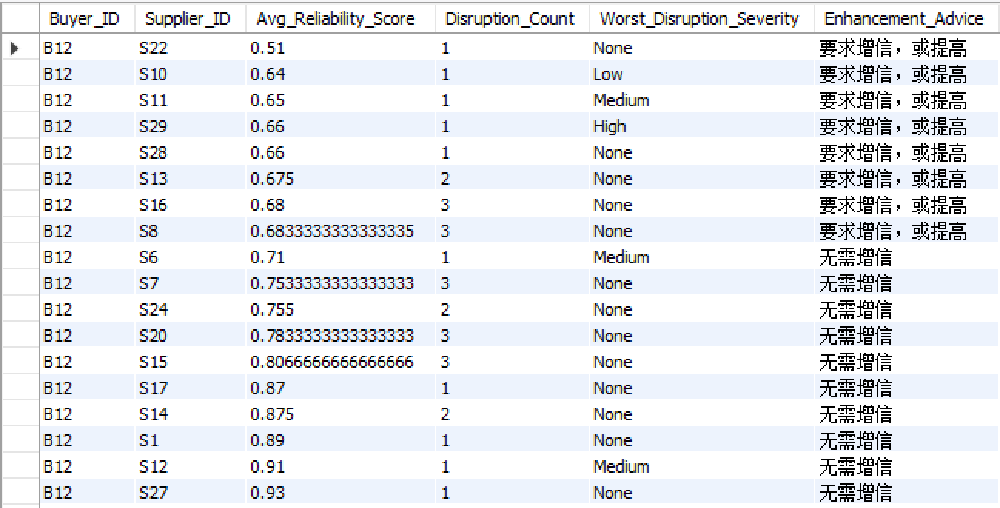 Buyer_ID Supplier_ID Avg_Reliability_Score Disruption_Count Worst_Disruption_Severity Enhancement_Advice
B12 S22 0.51 1 None 要求增信，或提高
B12 S10 0.64 1 Low 要求增信，或提高
B12 S11 0.65 1 Medium 要求增信，或提高
B12 S29 0.66 1 High 要求增信，或提高
B12 S28 0.66 1 None 要求增信，或提高
B12 S13 0.675 2 None 要求增信，或提高
B12 S16 0.68 3 None 要求增信，或提高
B12 S8 0.6833333333333335 3 None 要求增信，或提高
B12 S6 0.71 1 Medium 无需增信
B12 S7 0.7533333333333333 3 None 无需增信
B12 S24 0.755 2 None 无需增信
B12 S20 0.7833333333333333 3 None 无需增信
B12 S15 0.8066666666666666 3 None 无需增信
B12 S17 0.87 1 None 无需增信
B12 S14 0.875 2 None 无需增信
B12 S1 0.89 1 None 无需增信
B12 S12 0.91 1 Medium 无需增信
B12 S27 0.93 1 None 无需增信